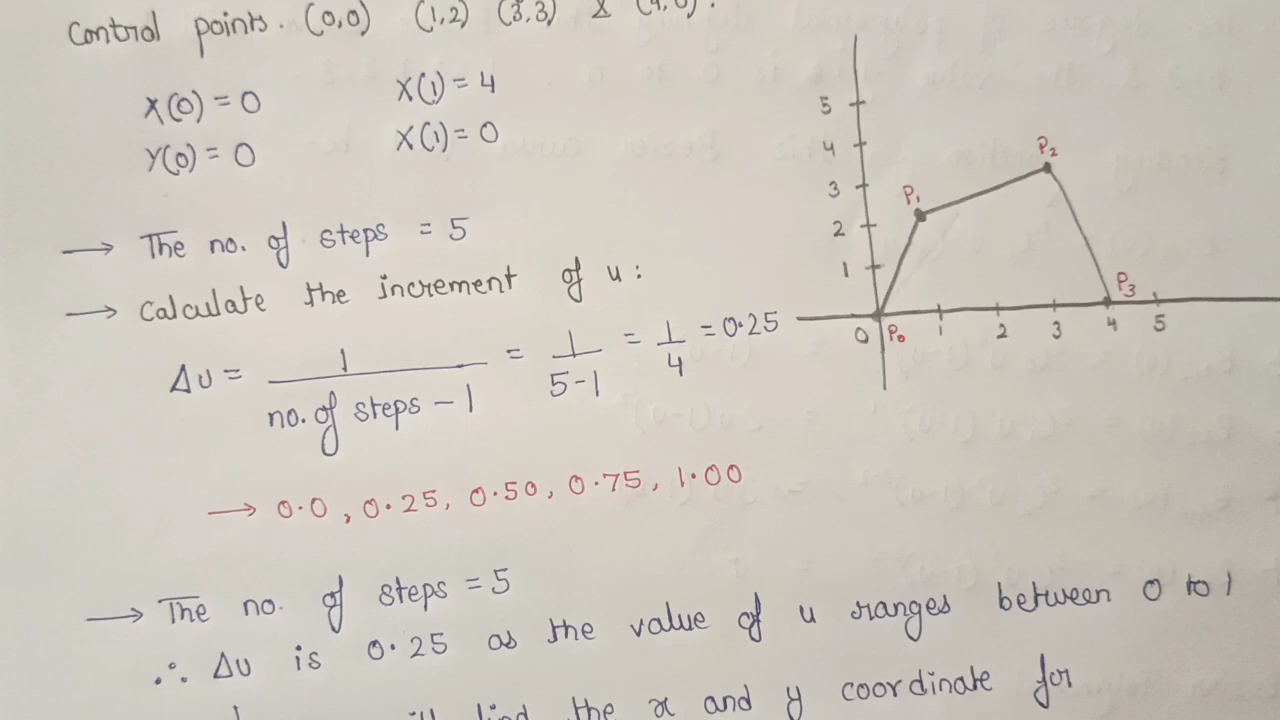 Control points. (0,0) (1,2) (3,3) & (4,0).
X(0) = 0
Y(0) = 0
X(1) = 4
X(1) = 0
→ The no. of steps = 5
→ Calculate the increment of u:
Δu = 1 / no. of steps − 1 = 1 / 5-1 = 1 / 4 = 0.25
→ 0.0, 0.25, 0.50, 0.75, 1.00
→ The no. of steps = 5
∴ Δu is 0.25 as the value of u ranges between 0 to 1
find the x and y coordinate for
5
4
3
2
1
0 1 2 3 4 5
P₀
P₁
P₂
P₃